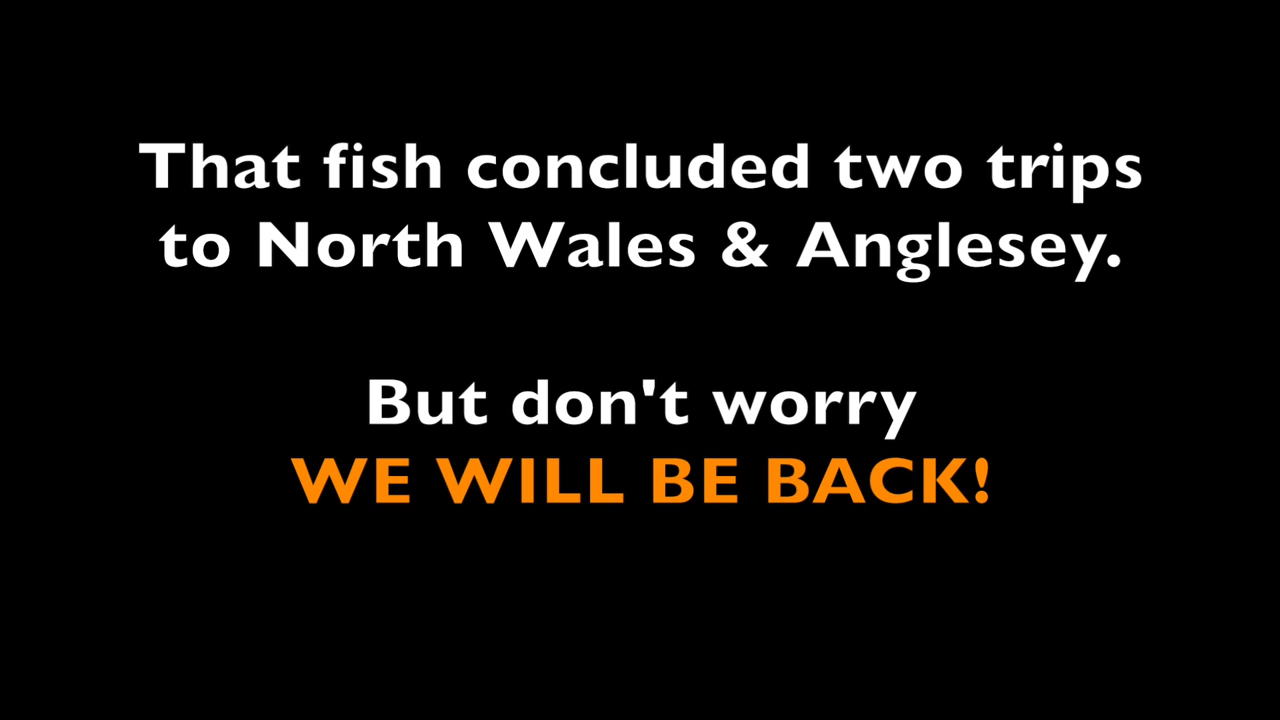 That fish concluded two trips
to North Wales & Anglesey.
But don't worry
WE WILL BE BACK!